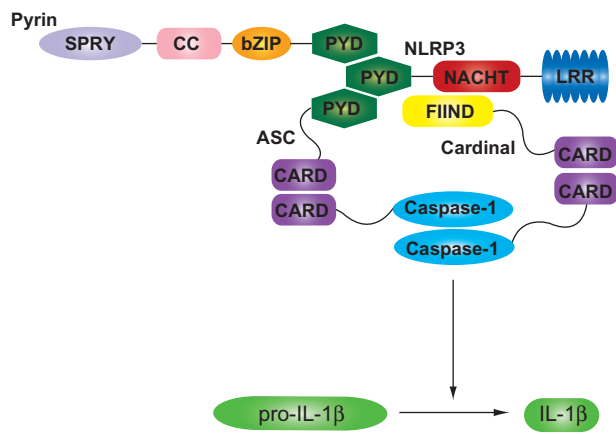 Pyrin
SPRY CC bZIP PYD
NLRP3
PYD NACHT LRR
PYD FIIND
ASC Cardinal
CARD CARD
CARD Caspase-1 CARD
Caspase-1
pro-IL-1β IL-1β